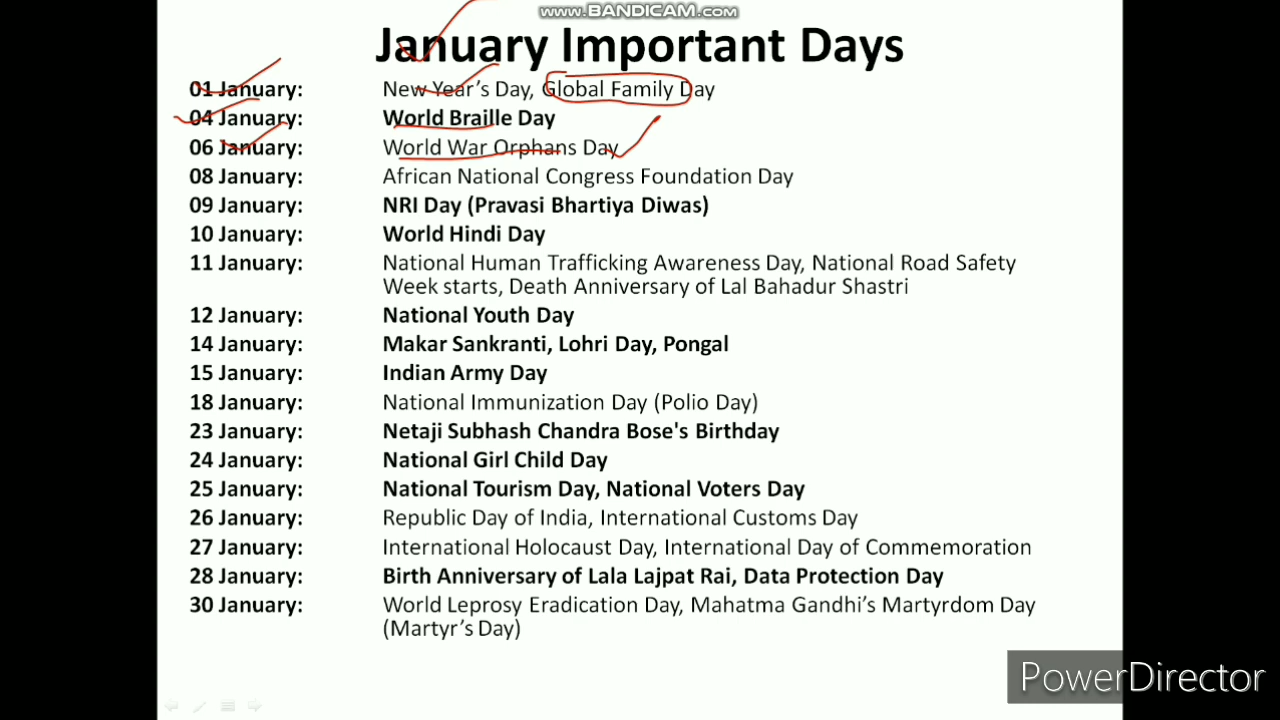 www.BANDICAM.com
January Important Days
01 January: New Year's Day, Global Family Day
04 January: World Braille Day
06 January: World War Orphans Day
08 January: African National Congress Foundation Day
09 January: NRI Day (Pravasi Bhartiya Diwas)
10 January: World Hindi Day
11 January: National Human Trafficking Awareness Day, National Road Safety
Week starts, Death Anniversary of Lal Bahadur Shastri
12 January: National Youth Day
14 January: Makar Sankranti, Lohri Day, Pongal
15 January: Indian Army Day
18 January: National Immunization Day (Polio Day)
23 January: Netaji Subhash Chandra Bose's Birthday
24 January: National Girl Child Day
25 January: National Tourism Day, National Voters Day
26 January: Republic Day of India, International Customs Day
27 January: International Holocaust Day, International Day of Commemoration
28 January: Birth Anniversary of Lala Lajpat Rai, Data Protection Day
30 January: World Leprosy Eradication Day, Mahatma Gandhi's Martyrdom Day
(Martyr's Day)
PowerDirector